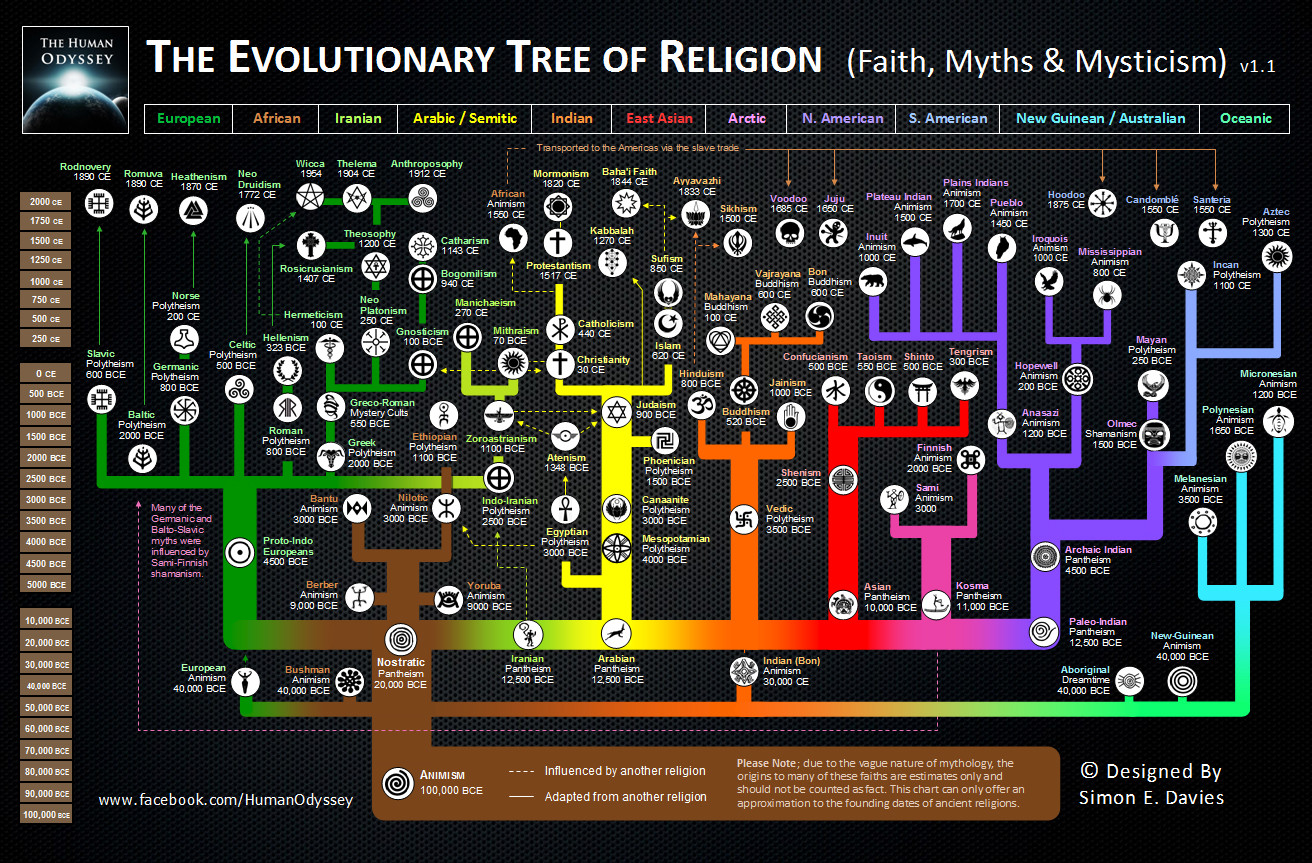 THE HUMAN
ODYSSEY
THE EVOLUTIONARY TREE OF RELIGION (Faith, Myths & Mysticism) v1.1
European African Iranian Arabic / Semitic Indian East Asian Arctic N. American S. American New Guinean / Australian Oceanic
Transported to the Americas via the slave trade
Rodnovery
1890 CE
Romuva
1890 CE
Heathenism
1870 CE
Neo
Druidism
1772 CE
Wicca
1954
Thelema
1904 CE
Anthroposophy
1912 CE
African
Animism
1550 CE
Mormonism
1820 CE
Baha'i Faith
1844 CE
Ayyavazhi
1833 CE
Sikhism
1500 CE
Voodoo
1685 CE
Juju
1650 CE
Plateau Indian
Animism
1500 CE
Plains Indians
Animism
1700 CE
Pueblo
Animism
1450 CE
Hoodoo
1875 CE
Candomblé
1550 CE
Santeria
1550 CE
Aztec
Polytheism
1300 CE
2000 CE
1750 CE
1500 CE
1250 CE
1000 CE
750 CE
500 CE
250 CE
0 CE
500 BCE
1000 BCE
1500 BCE
2000 BCE
2500 BCE
3000 BCE
3500 BCE
4000 BCE
4500 BCE
5000 BCE
10,000 BCE
20,000 BCE
30,000 BCE
40,000 BCE
50,000 BCE
60,000 BCE
70,000 BCE
80,000 BCE
90,000 BCE
100,000 BCE
Theosophy
1200 CE
Rosicrucianism
1407 CE
Catharism
1143 CE
Bogomilism
940 CE
Kabbalah
1270 CE
Protestantism
1517 CE
Sufism
850 CE
Inuit
Animism
1000 CE
Iroquois
Animism
1000 CE
Mississippian
Animism
800 CE
Incan
Polytheism
1100 CE
Norse
Polytheism
200 CE
Hermeticism
100 CE
Neo
Platonism
250 CE
Manichaeism
270 CE
Mahayana
Buddhism
100 CE
Vajrayana
Buddhism
600 CE
Bon
Buddhism
600 CE
Slavic
Polytheism
600 BCE
Germanic
Polytheism
800 BCE
Celtic
Polytheism
500 BCE
Hellenism
323 BCE
Gnosticism
100 BCE
Mithraism
70 BCE
Catholicism
440 CE
Christianity
30 CE
Islam
620 CE
Hinduism
800 BCE
Confucianism
500 BCE
Taoism
550 BCE
Shinto
500 BCE
Tengrism
300 BCE
Hopewell
Animism
200 BCE
Mayan
Polytheism
250 BCE
Micronesian
Animism
1200 BCE
Baltic
Polytheism
2000 BCE
Roman
Polytheism
800 BCE
Greco-Roman
Mystery Cults
550 BCE
Greek
Polytheism
2000 BCE
Ethiopian
Polytheism
1100 BCE
Zoroastrianism
1100 BCE
Atenism
1348 BCE
Judaism
900 BCE
Phoenician
Polytheism
1500 BCE
Buddhism
520 BCE
Jainism
1000 BCE
Shenism
2500 BCE
Finnish
Animism
2000 BCE
Anasazi
Animism
1200 BCE
Olmec
Shamanism
1500 BCE
Polynesian
Animism
1650 BCE
Melanesian
Animism
3500 BCE
Many of the
Germanic and
Balto-Slavic
myths were
influenced by
Sami-Finnish
shamanism.
Proto-Indo
Europeans
4500 BCE
Bantu
Animism
3000 BCE
Nilotic
Animism
3000 BCE
Indo-Iranian
Polytheism
2500 BCE
Egyptian
Polytheism
3000 BCE
Canaanite
Polytheism
3000 BCE
Mesopotamian
Polytheism
4000 BCE
Vedic
Polytheism
3500 BCE
Sami
Animism
3000
Archaic Indian
Pantheism
4500 BCE
Berber
Animism
9,000 BCE
Yoruba
Animism
9000 BCE
Asian
Pantheism
10,000 BCE
Kosma
Pantheism
11,000 BCE
Paleo-Indian
Pantheism
12,500 BCE
European
Animism
40,000 BCE
Bushman
Animism
40,000 BCE
Nostratic
Pantheism
20,000 BCE
Iranian
Pantheism
12,500 BCE
Arabian
Pantheism
12,500 BCE
Indian (Bon)
Animism
30,000 CE
Aboriginal
Dreamtime
40,000 BCE
New-Guinean
Animism
40,000 BCE
ANIMISM
100,000 BCE
Influenced by another religion
Adapted from another religion
Please Note; due to the vague nature of mythology, the
origins to many of these faiths are estimates only and
should not be counted as fact. This chart can only offer an
approximation to the founding dates of ancient religions.
www.facebook.com/HumanOdyssey
© Designed By
Simon E. Davies